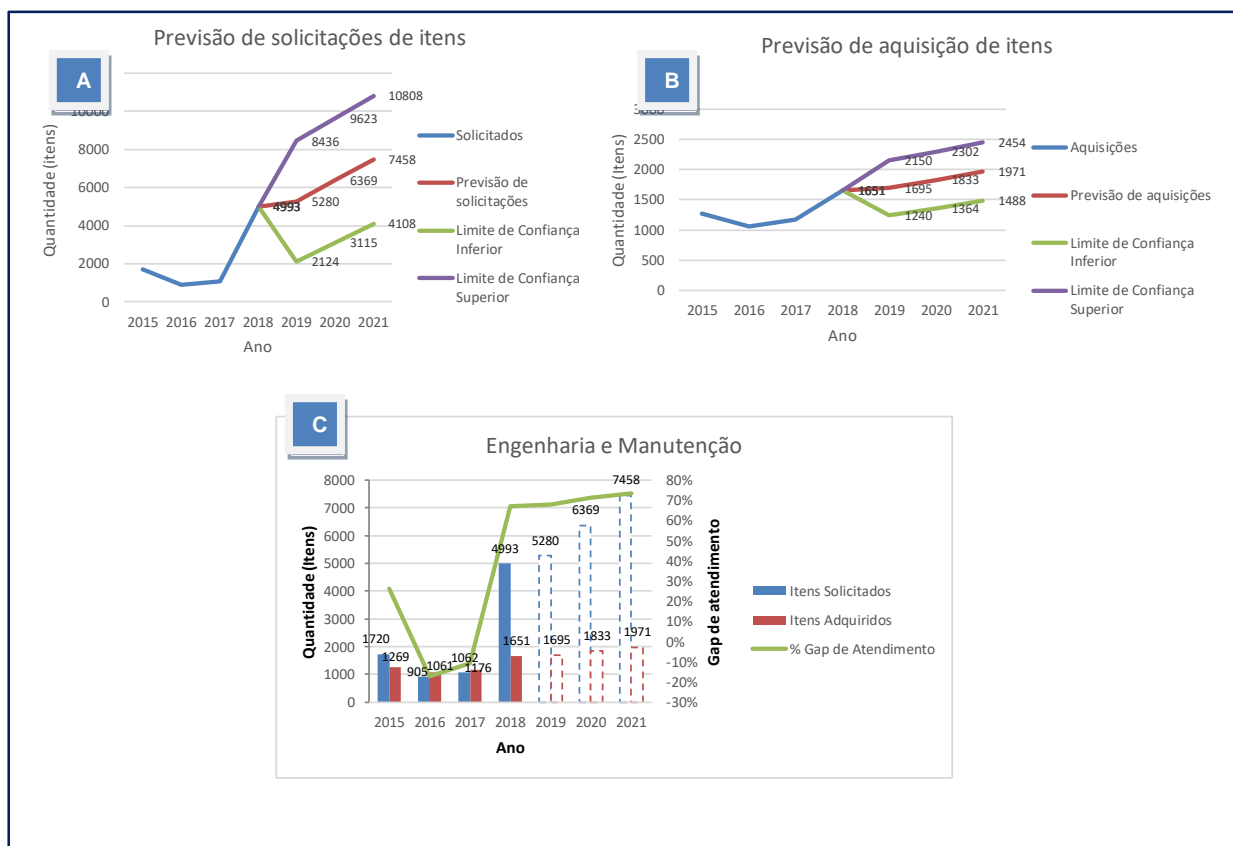 Previsão de solicitações de itens
A
10000
8000
6000
4000
2000
0
Quantidade (itens)
10808
9623
8436
7458
6369
5280
4993
4108
3115
2124
2015 2016 2017 2018 2019 2020 2021
Ano
Solicitados
Previsão de
solicitações
Limite de Confiança
Inferior
Limite de Confiança
Superior
Previsão de aquisição de itens
B
3000
2500
2000
1500
1000
500
0
Quantidade (Itens)
2454
2302
2150
1971
1833
1695
1651
1488
1364
1240
2015 2016 2017 2018 2019 2020 2021
Ano
Aquisições
Previsão de aquisições
Limite de Confiança
Inferior
Limite de Confiança
Superior
C
Engenharia e Manutenção
8000
7000
6000
5000
4000
3000
2000
1000
0
Quantidade (Itens)
1720
1269
905
1061
1062
1176
4993
1651
5280
1695
6369
1833
7458
1971
80%
70%
60%
50%
40%
30%
20%
10%
0%
-10%
-20%
-30%
Gap de atendimento
2015 2016 2017 2018 2019 2020 2021
Ano
Itens Solicitados
Itens Adquiridos
% Gap de Atendimento